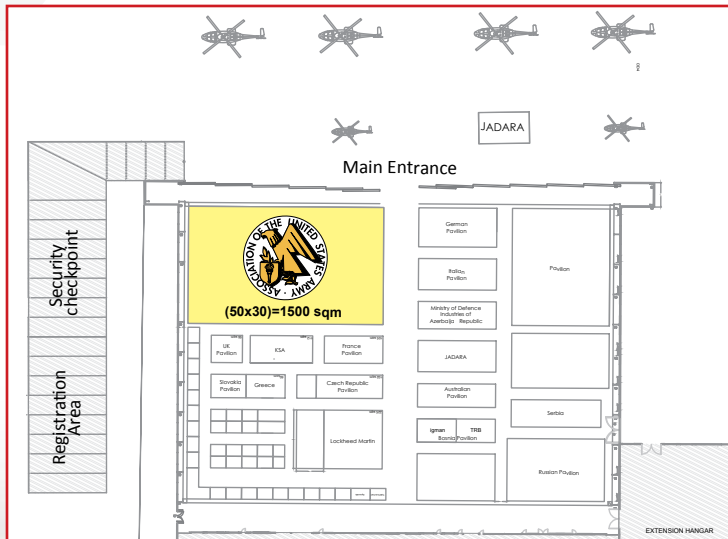 JADARA
Main Entrance
Security
checkpoint
Registration
Area
ASSOCIATION OF THE UNITED STATES ARMY
(50x30)=1500 sqm
German
Pavilion
Italian
Pavilion
Ministry of Defence
Industries of
Azerbaija Republic
JADARA
Australian
Pavilion
igman TRB
Bosnia Pavilion
Pavilion
Serbia
Russian Pavilion
UK
Pavilion
KSA
France
Pavilion
Slovakia
Pavilion
Greece
Czech Republic
Pavilion
Lockheed Martin
EXTENSION HANGAR